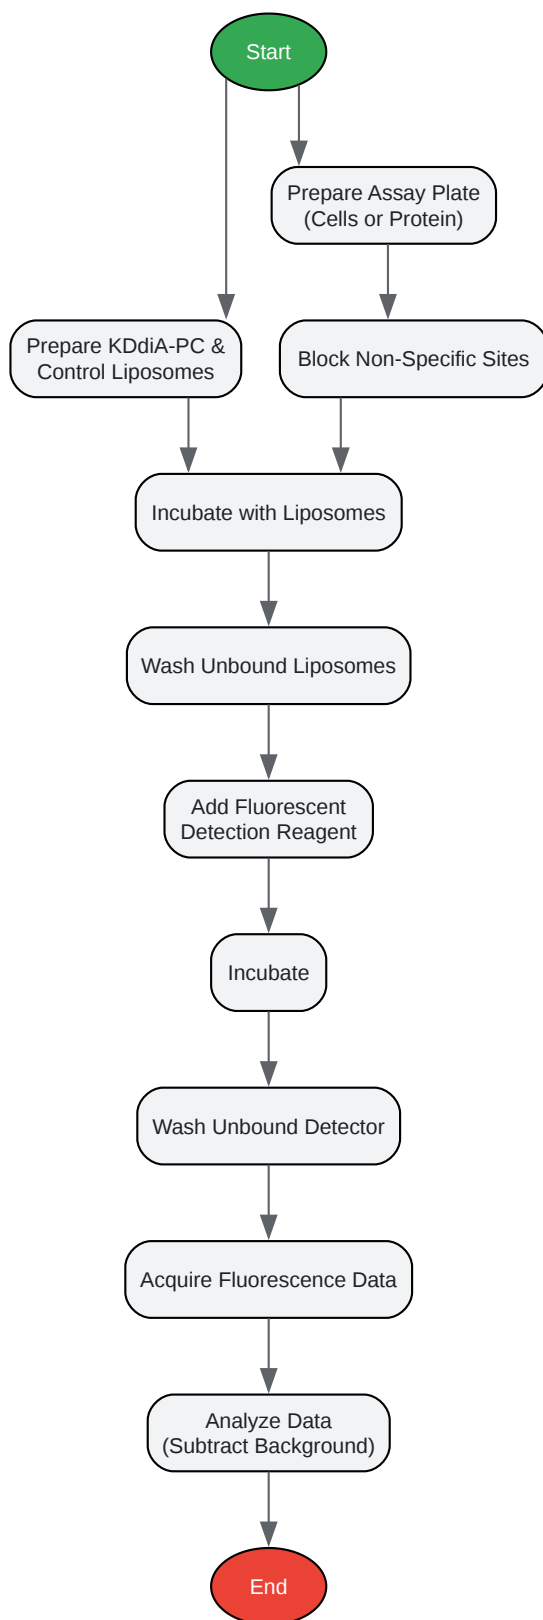 Start
Prepare Assay Plate
(Cells or Protein)
Prepare KDdiA-PC &
Control Liposomes
Block Non-Specific Sites
Incubate with Liposomes
Wash Unbound Liposomes
Add Fluorescent
Detection Reagent
Incubate
Wash Unbound Detector
Acquire Fluorescence Data
Analyze Data
(Subtract Background)
End